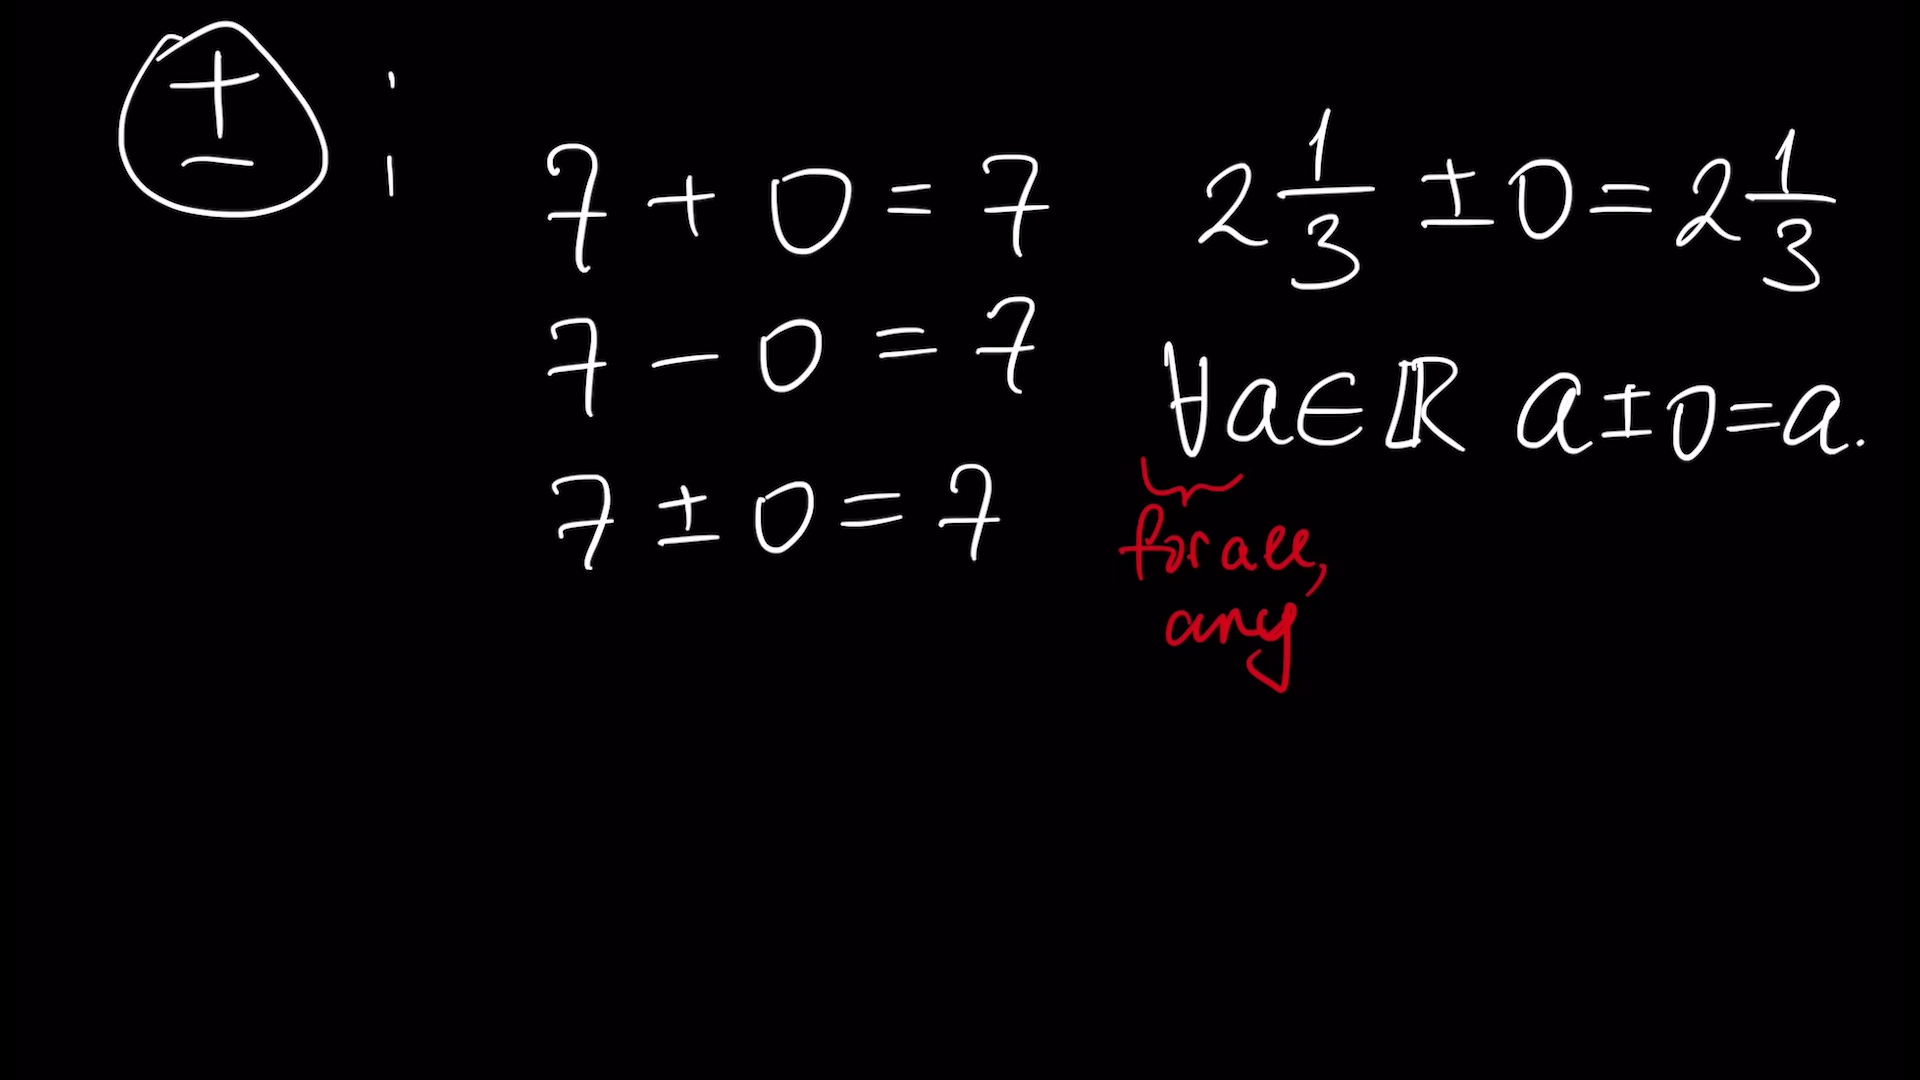 ± :
7 + 0 = 7
7 - 0 = 7
7 ± 0 = 7
2 1/3 ± 0 = 2 1/3
∀a∈ℝ a±0=a.
for all,
any